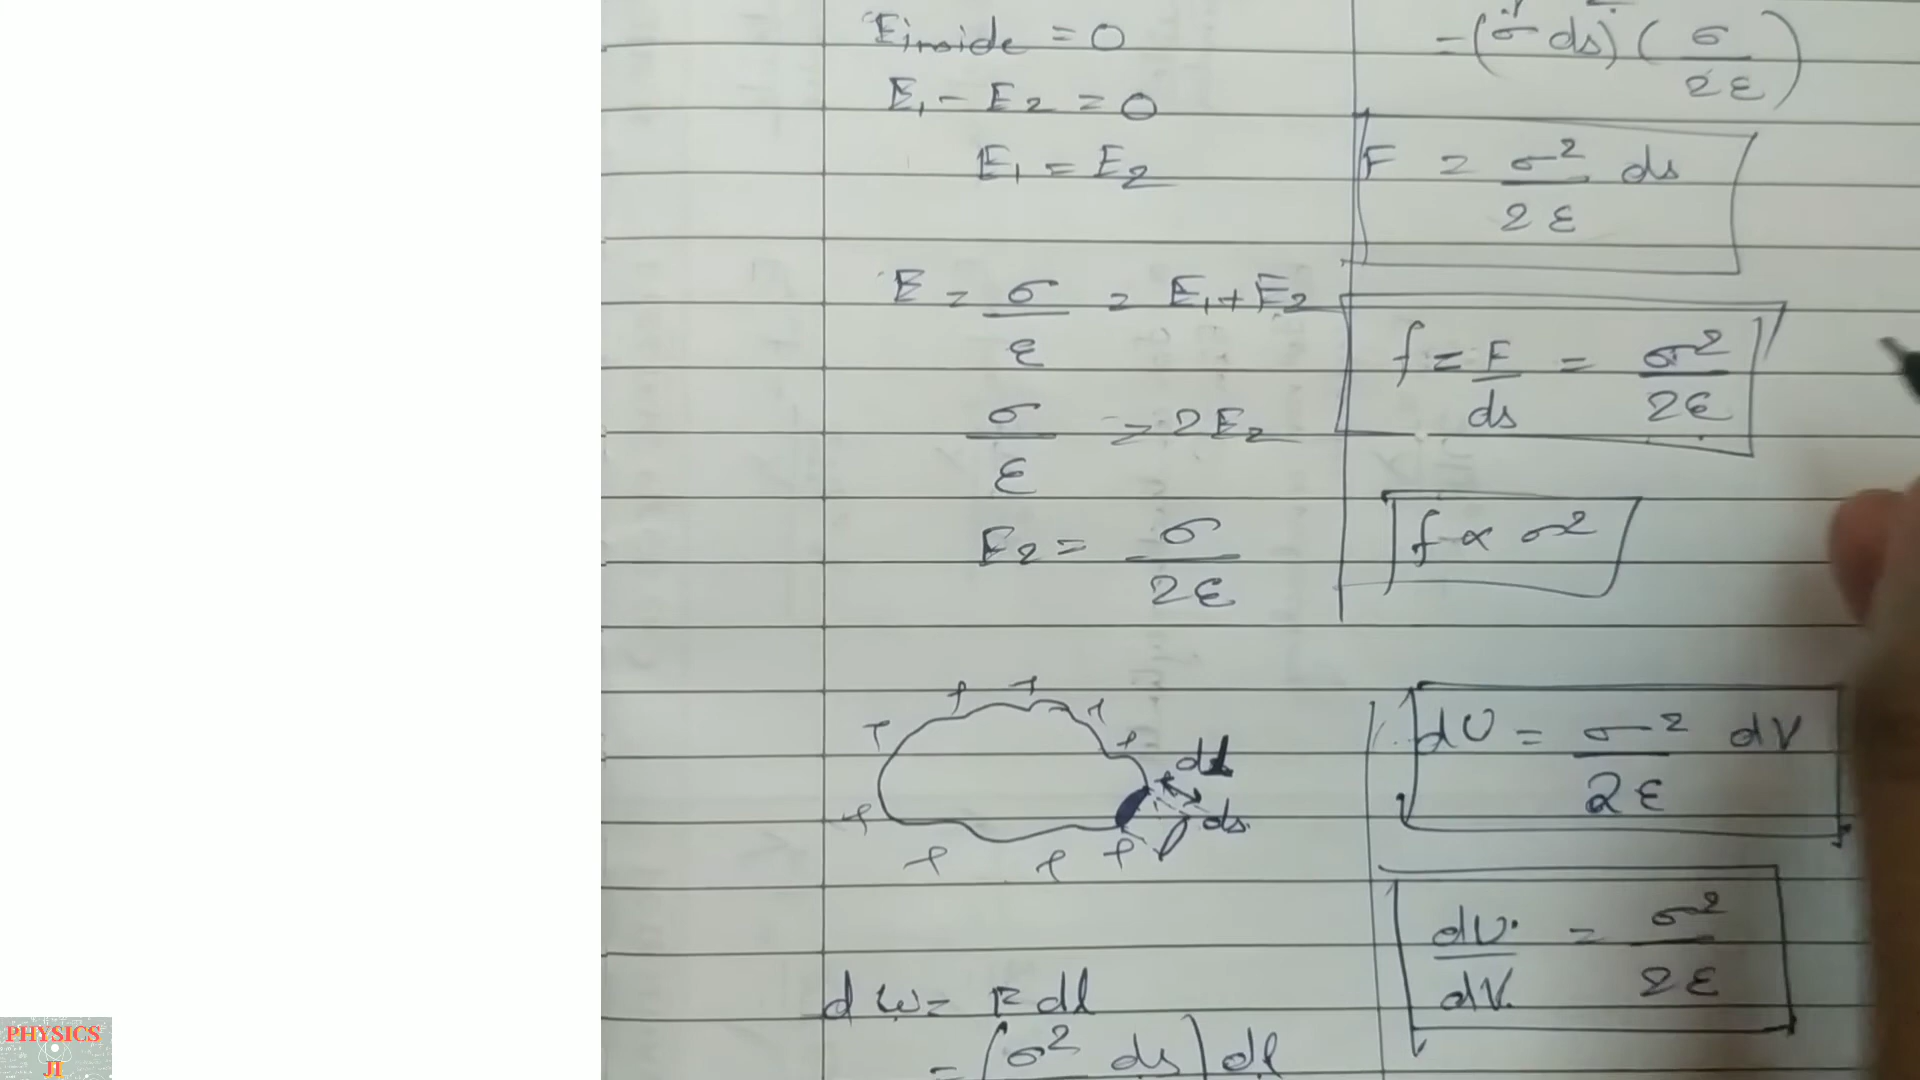 Einside = 0
E₁ - E₂ = 0
E₁ = E₂
E = σ/ε = E₁ + E₂
σ/ε = 2E₂
E₂ = σ/2ε
= (σ ds) (σ/2ε)
F = σ²/2ε ds
f = F/ds = σ²/2ε
f ∝ σ²
+ + + + + + + + +
dl
ds
dw = F dl
= (σ² ds) dl
dU = σ²/2ε dV
dU/dV = σ²/2ε
PHYSICS
JI